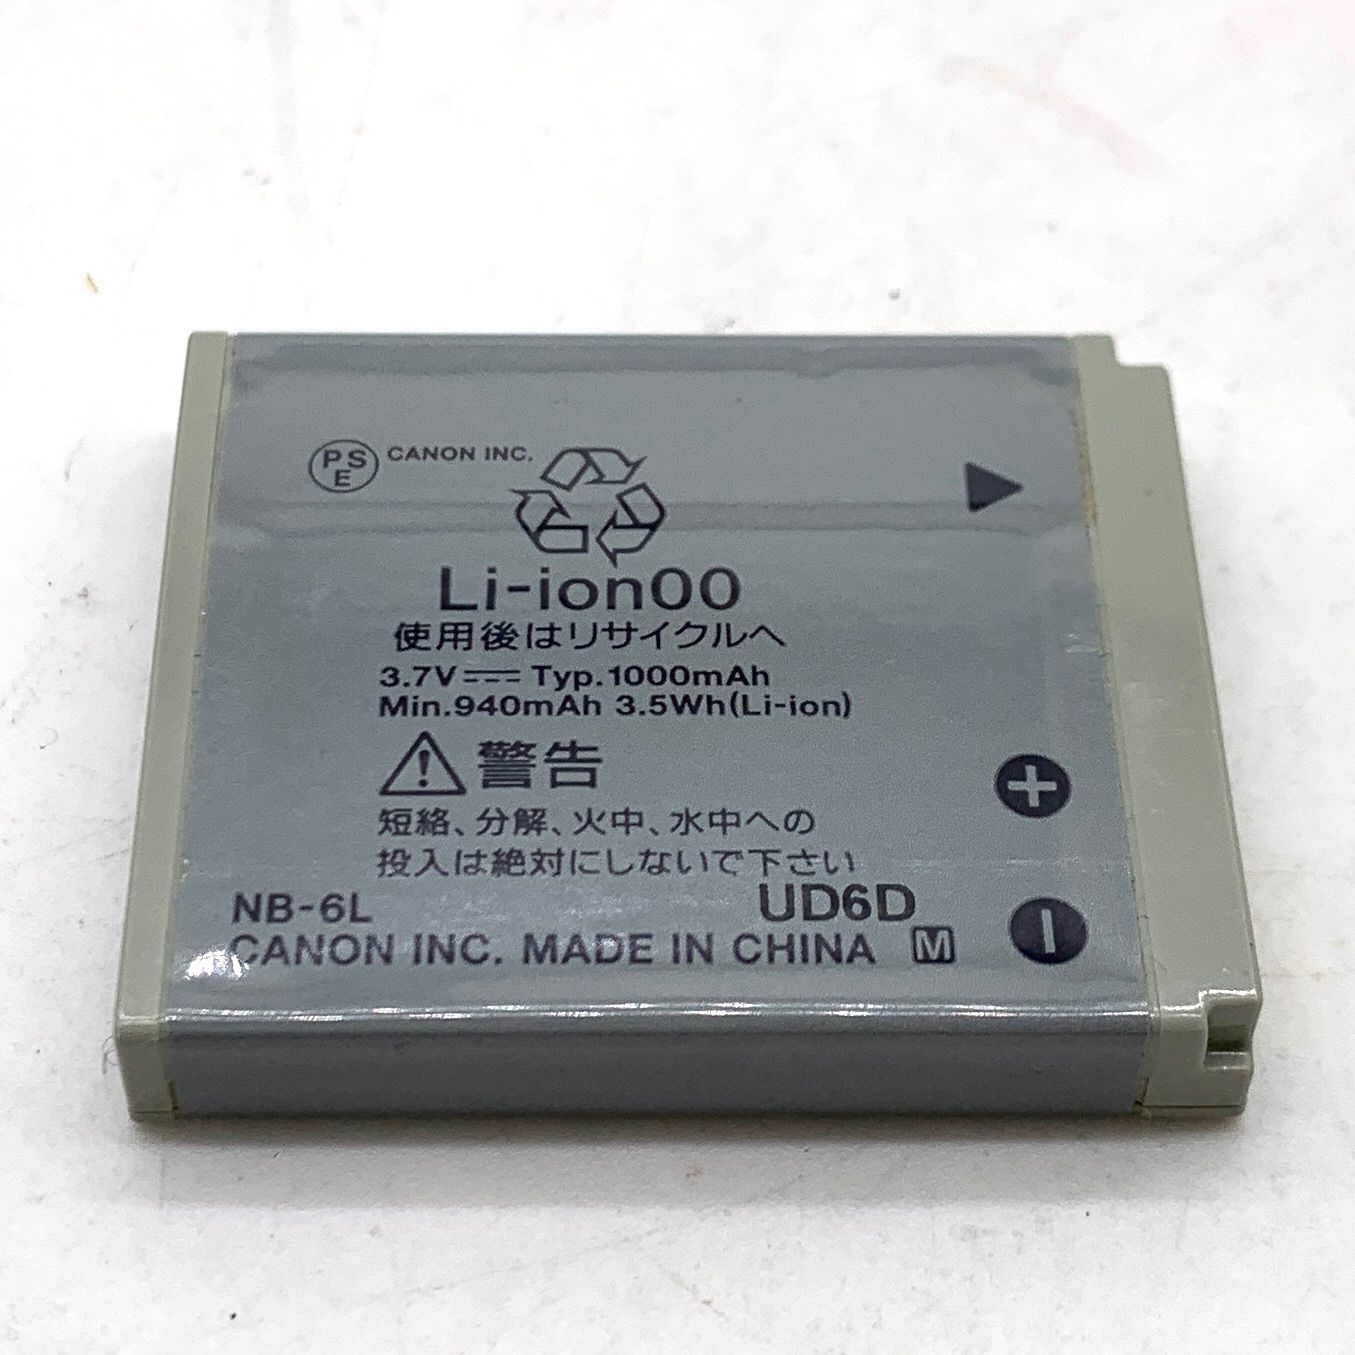 PSE CANON INC.
Li-ion00
使用後はリサイクルへ
3.7V⎓ Typ.1000mAh
Min.940mAh 3.5Wh(Li-ion)
⚠警告
短絡、分解、火中、水中への
投入は絶対にしないで下さい
NB-6L UD6D
CANON INC. MADE IN CHINA M
+
−